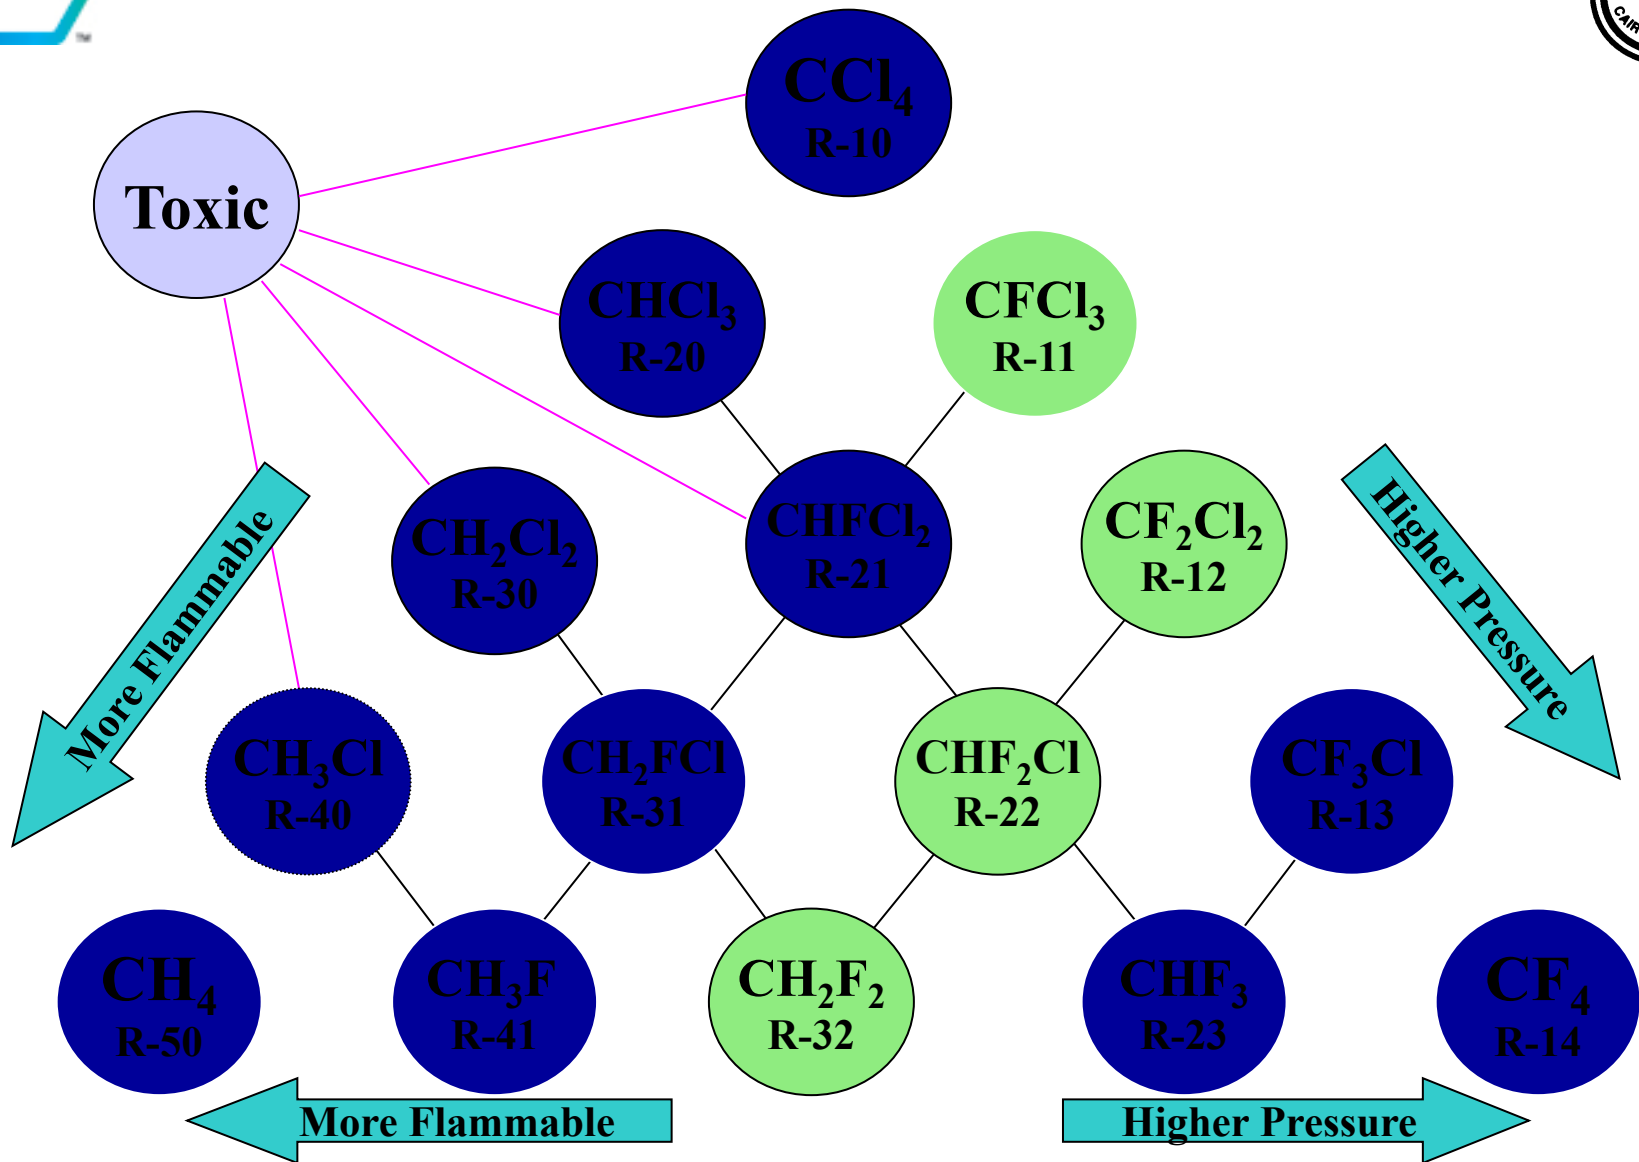 TM
CAIR
CCl₄
R-10
Toxic
CHCl₃
R-20
CFCl₃
R-11
CH₂Cl₂
R-30
CHFCl₂
R-21
CF₂Cl₂
R-12
More Flammable
Higher Pressure
CH₃Cl
R-40
CH₂FCl
R-31
CHF₂Cl
R-22
CF₃Cl
R-13
CH₄
R-50
CH₃F
R-41
CH₂F₂
R-32
CHF₃
R-23
CF₄
R-14
More Flammable
Higher Pressure